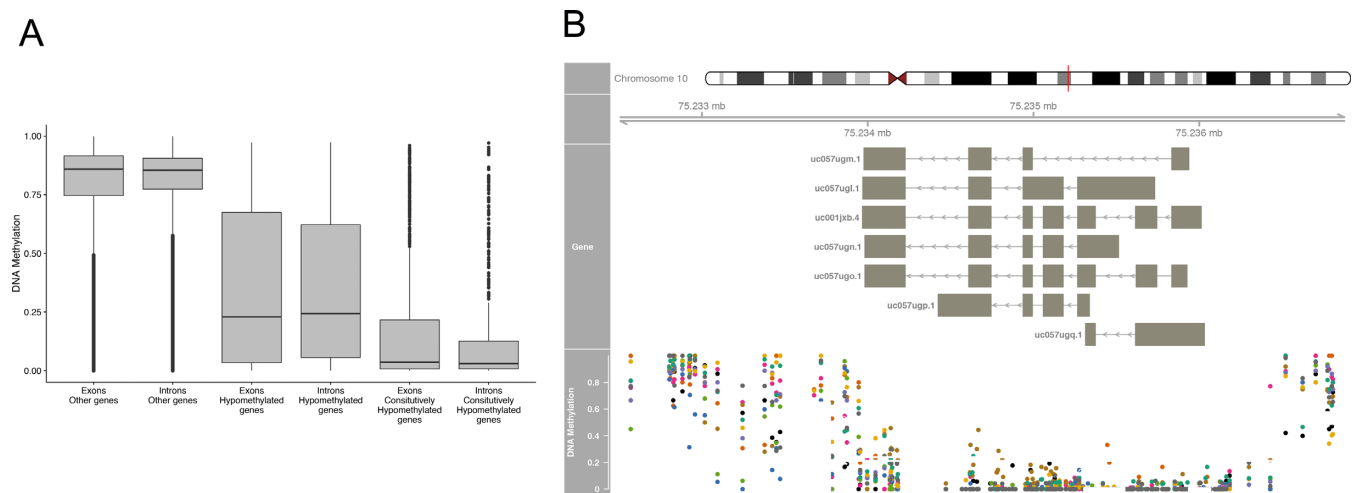 A
DNA Methylation
1.00
0.75
0.50
0.25
0.00
Exons
Other genes
Introns
Other genes
Exons
Hypomethylated
genes
Introns
Hypomethylated
genes
Exons
Consitutively
Hypomethylated
genes
Introns
Consitutively
Hypomethylated
genes
B
Chromosome 10
75.233 mb
75.235 mb
75.234 mb
75.236 mb
Gene
uc057ugm.1
uc057ugl.1
uc001jxb.4
uc057ugn.1
uc057ugo.1
uc057ugp.1
uc057ugq.1
DNA Methylation
0.8
0.6
0.4
0.2
0